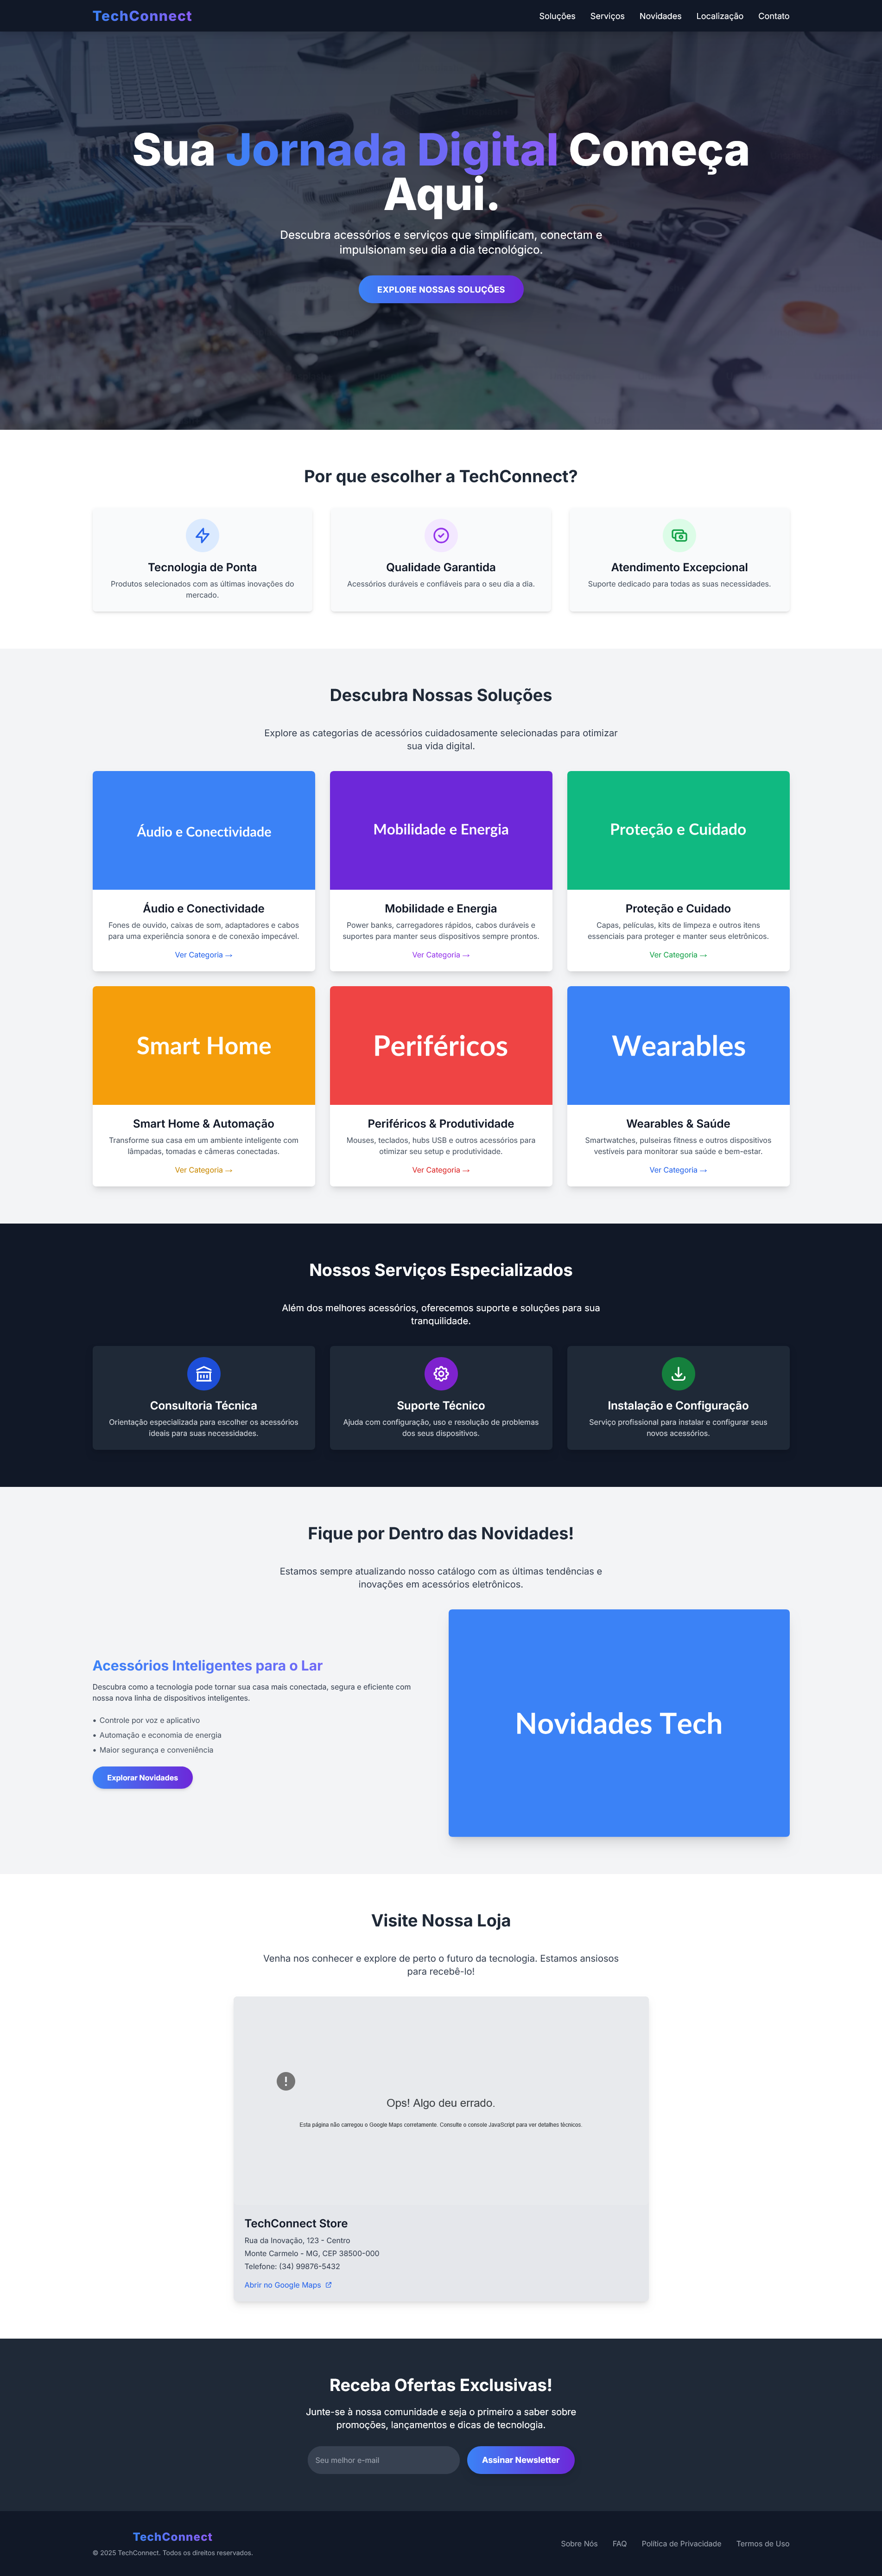 TechConnect
Soluções Serviços Novidades Localização Contato
Sua Jornada Digital Começa
Aqui.
Descubra acessórios e serviços que simplificam, conectam e
impulsionam seu dia a dia tecnológico.
EXPLORE NOSSAS SOLUÇÕES
Por que escolher a TechConnect?
Tecnologia de Ponta
Produtos selecionados com as últimas inovações do
mercado.
Qualidade Garantida
Acessórios duráveis e confiáveis para o seu dia a dia.
Atendimento Excepcional
Suporte dedicado para todas as suas necessidades.
Descubra Nossas Soluções
Explore as categorias de acessórios cuidadosamente selecionadas para otimizar
sua vida digital.
Áudio e Conectividade
Áudio e Conectividade
Fones de ouvido, caixas de som, adaptadores e cabos
para uma experiência sonora e de conexão impecável.
Ver Categoria →
Mobilidade e Energia
Mobilidade e Energia
Power banks, carregadores rápidos, cabos duráveis e
suportes para manter seus dispositivos sempre prontos.
Ver Categoria →
Proteção e Cuidado
Proteção e Cuidado
Capas, películas, kits de limpeza e outros itens
essenciais para proteger e manter seus eletrônicos.
Ver Categoria →
Smart Home
Smart Home & Automação
Transforme sua casa em um ambiente inteligente com
lâmpadas, tomadas e câmeras conectadas.
Ver Categoria →
Periféricos
Periféricos & Produtividade
Mouses, teclados, hubs USB e outros acessórios para
otimizar seu setup e produtividade.
Ver Categoria →
Wearables
Wearables & Saúde
Smartwatches, pulseiras fitness e outros dispositivos
vestíveis para monitorar sua saúde e bem-estar.
Ver Categoria →
Nossos Serviços Especializados
Além dos melhores acessórios, oferecemos suporte e soluções para sua
tranquilidade.
Consultoria Técnica
Orientação especializada para escolher os acessórios
ideais para suas necessidades.
Suporte Técnico
Ajuda com configuração, uso e resolução de problemas
dos seus dispositivos.
Instalação e Configuração
Serviço profissional para instalar e configurar seus
novos acessórios.
Fique por Dentro das Novidades!
Estamos sempre atualizando nosso catálogo com as últimas tendências e
inovações em acessórios eletrônicos.
Acessórios Inteligentes para o Lar
Descubra como a tecnologia pode tornar sua casa mais conectada, segura e eficiente com
nossa nova linha de dispositivos inteligentes.
• Controle por voz e aplicativo
• Automação e economia de energia
• Maior segurança e conveniência
Explorar Novidades
Novidades Tech
Visite Nossa Loja
Venha nos conhecer e explore de perto o futuro da tecnologia. Estamos ansiosos
para recebê-lo!
Ops! Algo deu errado.
Esta página não carregou o Google Maps corretamente. Consulte o console JavaScript para ver detalhes técnicos.
TechConnect Store
Rua da Inovação, 123 - Centro
Monte Carmelo - MG, CEP 38500-000
Telefone: (34) 99876-5432
Abrir no Google Maps
Receba Ofertas Exclusivas!
Junte-se à nossa comunidade e seja o primeiro a saber sobre
promoções, lançamentos e dicas de tecnologia.
Seu melhor e-mail
Assinar Newsletter
TechConnect
© 2025 TechConnect. Todos os direitos reservados.
Sobre Nós FAQ Política de Privacidade Termos de Uso